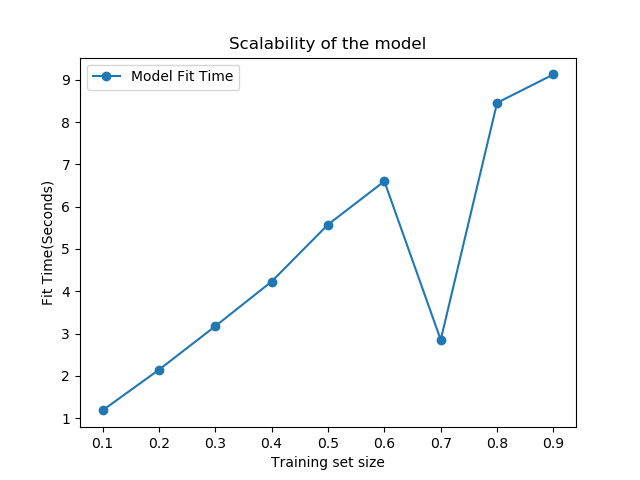 Scalability of the model
Model Fit Time
Fit Time(Seconds)
9
8
7
6
5
4
3
2
1
0.1 0.2 0.3 0.4 0.5 0.6 0.7 0.8 0.9
Training set size